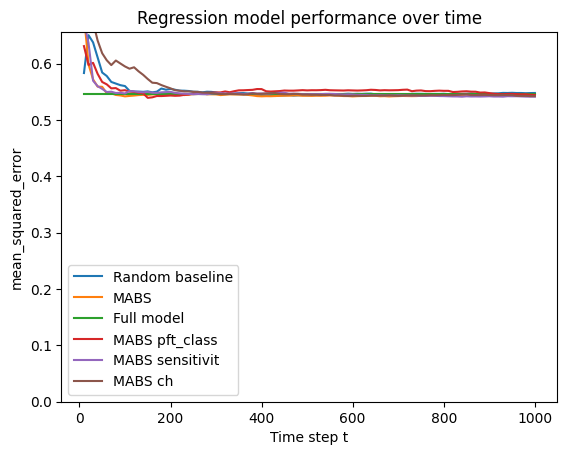 Regression model performance over time
mean_squared_error
0.6
0.5
0.4
0.3
0.2
0.1
0.0
Random baseline
MABS
Full model
MABS pft_class
MABS sensitivit
MABS ch
0
200
400
600
800
1000
Time step t